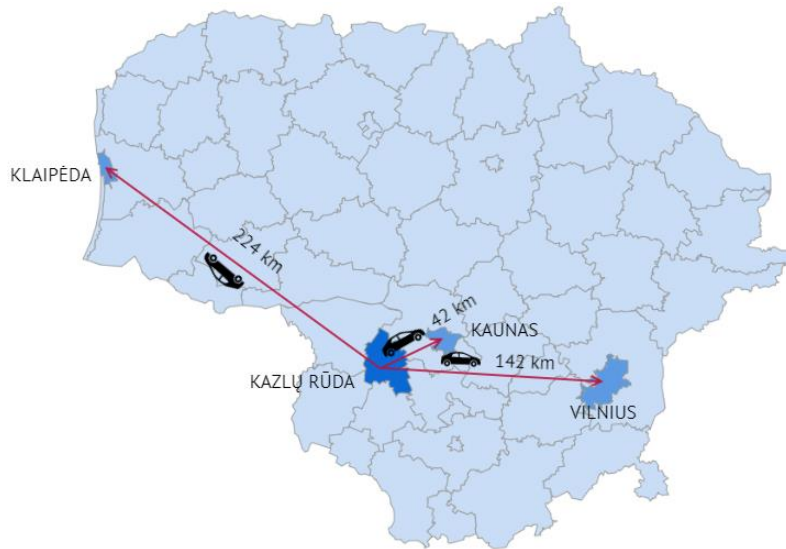 KLAIPĖDA
224 km
42 km
KAUNAS
142 km
KAZLŲ RŪDA
VILNIUS